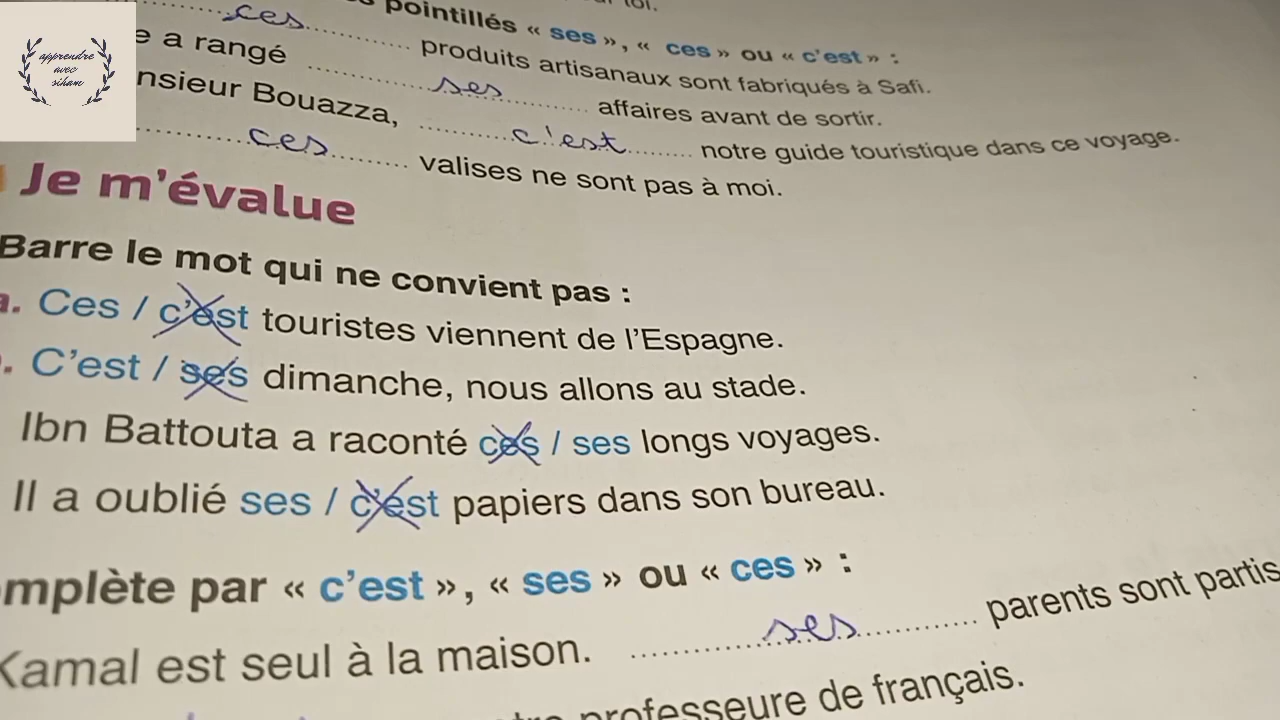 apprendre
avec
siham
pointillés « ses », « ces » ou « c'est » :
ces produits artisanaux sont fabriqués à Safi.
e a rangé ses affaires avant de sortir.
nsieur Bouazza, c'est notre guide touristique dans ce voyage.
ces valises ne sont pas à moi.
Je m'évalue
Barre le mot qui ne convient pas :
a. Ces / c'est touristes viennent de l'Espagne.
. C'est / ses dimanche, nous allons au stade.
Ibn Battouta a raconté ces / ses longs voyages.
Il a oublié ses / c'est papiers dans son bureau.
mplète par « c'est », « ses » ou « ces » :
Kamal est seul à la maison. ses parents sont partis
professeure de français.